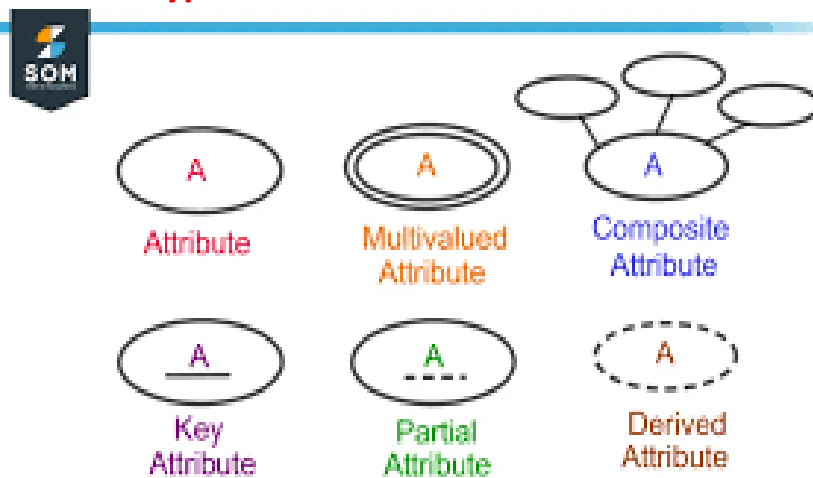 SOM
A
A
A
Attribute
Multivalued
Attribute
Composite
Attribute
A
A
A
Key
Attribute
Partial
Attribute
Derived
Attribute